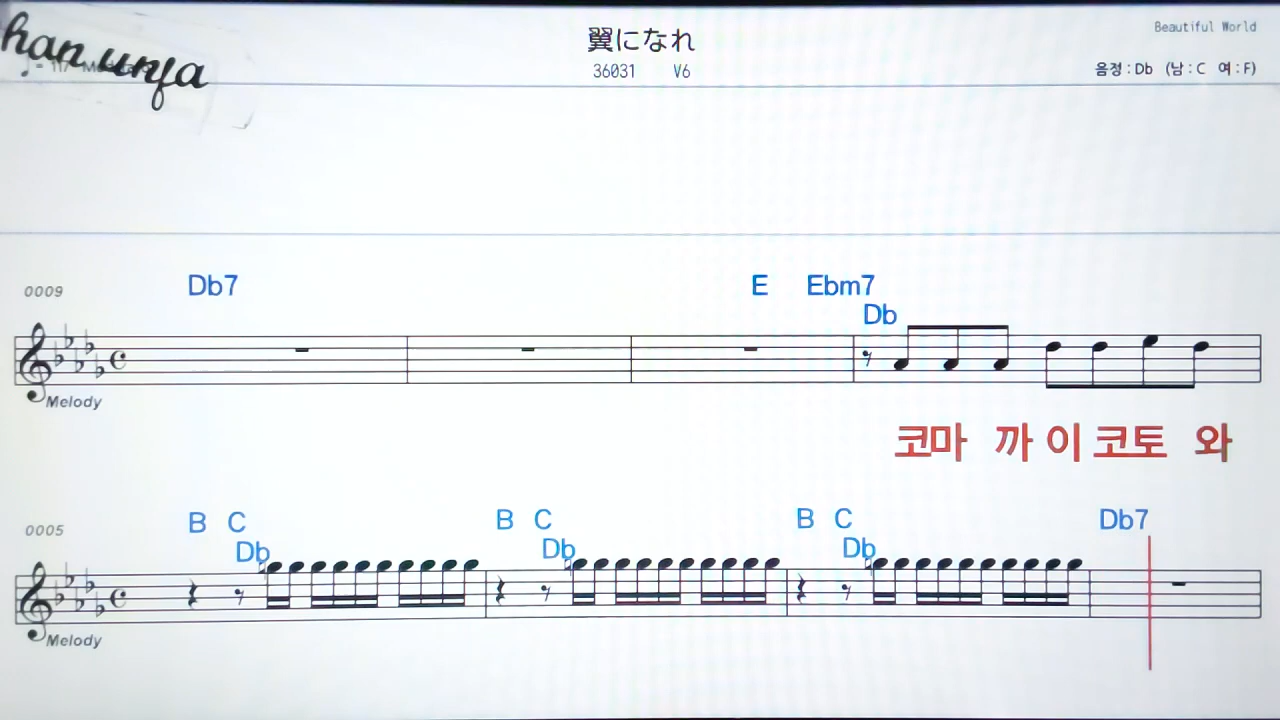 han unja
翼になれ
Beautiful World
36031 V6
음정 : Db (남 : C 여 : F)
0009 Db7 E Ebm7
Db
Melody
코마 까 이 코토 와
0005 B C B C B C Db7
Db Db Db
Melody